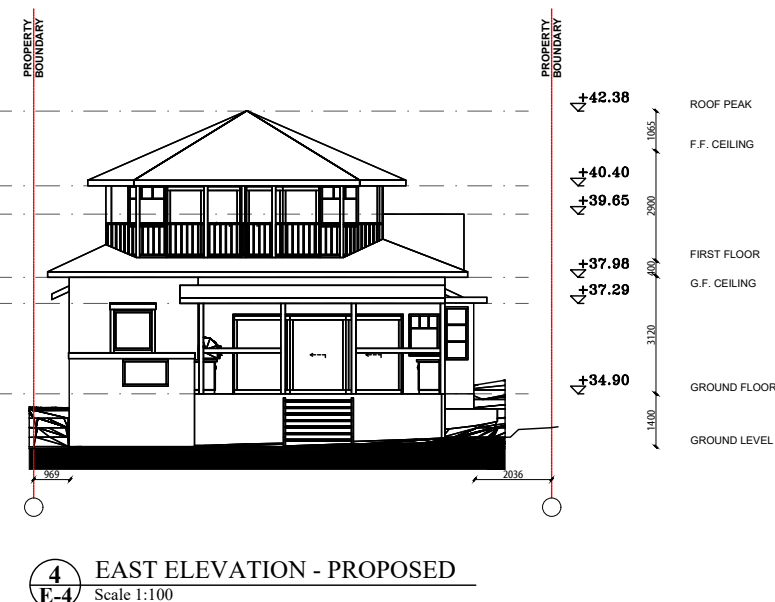 PROPERTY
BOUNDARY
PROPERTY
BOUNDARY
+42.38
ROOF PEAK
1065
F.F. CEILING
+40.40
+39.65
2900
FIRST FLOOR
+37.98
400
G.F. CEILING
+37.29
3120
+34.90
GROUND FLOOR
1400
GROUND LEVEL
969
2036
4
E-4
EAST ELEVATION - PROPOSED
Scale 1:100